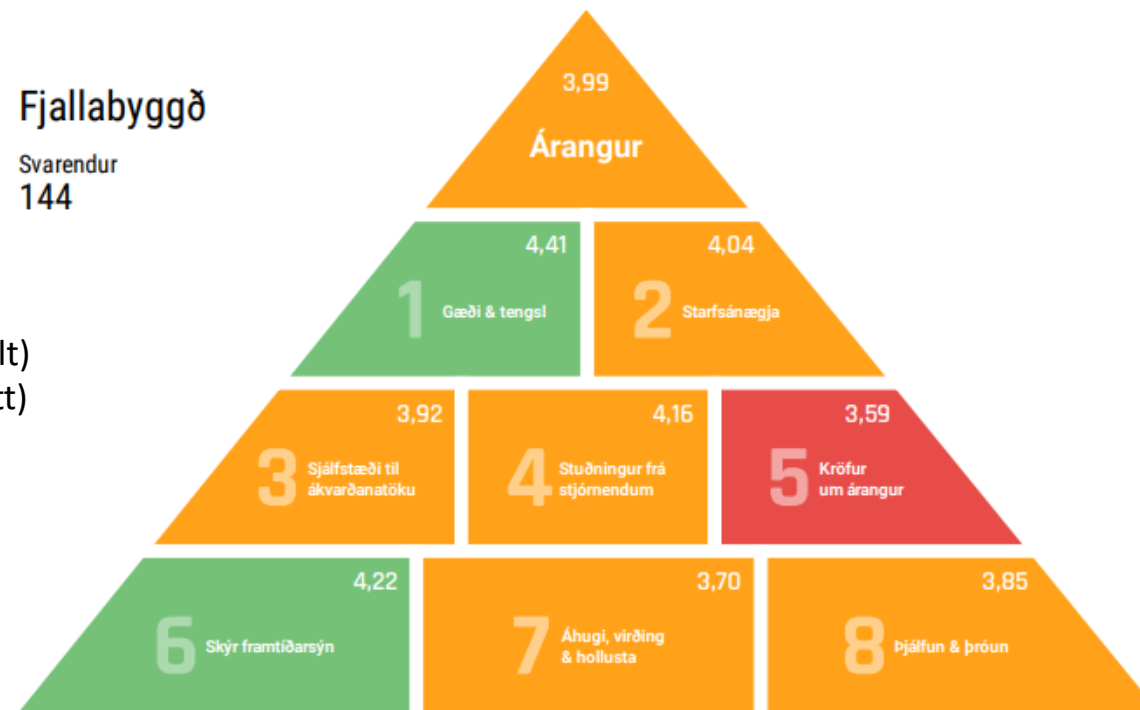 3,99
Fjallabyggð
Árangur
Svarendur
144
4,41
4,04
1 Gæði & tengsl
2 Starfsánægja
lt)
tt)
3,92
4,16
3,59
3 Sjálfstæði til
ákvarðanatöku
4 Stuðningur frá
stjórnendum
5 Kröfur
um árangur
4,22
3,70
3,85
6 Skýr framtíðarsýn
7 Áhugi, virðing
& hollusta
8 Þjálfun & þróun